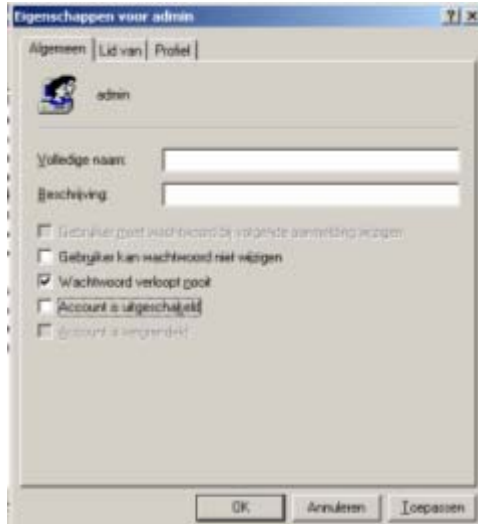 Eigenschappen voor admin
Algemeen Lid van Profiel
admin
Volledige naam:
Beschrijving:
Gebruiker moet wachtwoord bij volgende aanmelding wijzigen
Gebruiker kan wachtwoord niet wijzigen
Wachtwoord verloopt nooit
Account is uitgeschakeld
Account is vergrendeld
OK Annuleren Toepassen